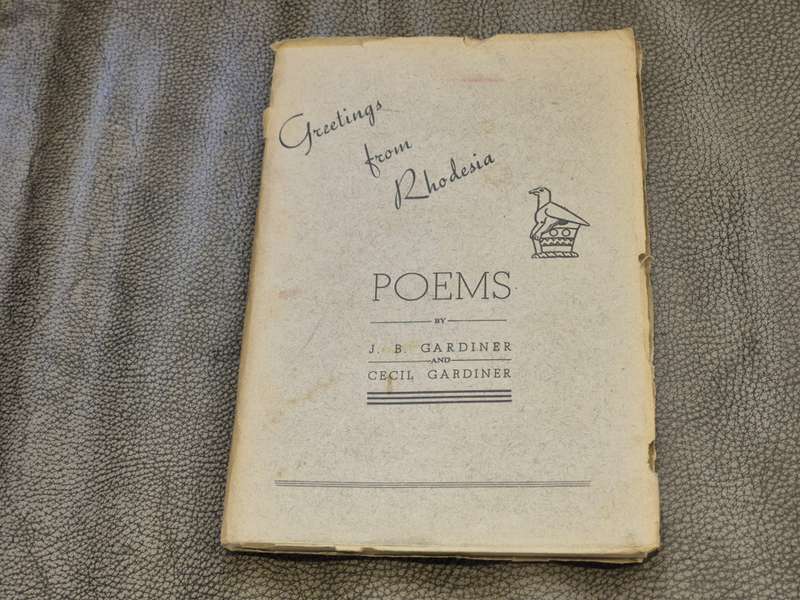 Greetings
from
Rhodesia
POEMS
BY
J. B. GARDINER
AND
CECIL GARDINER